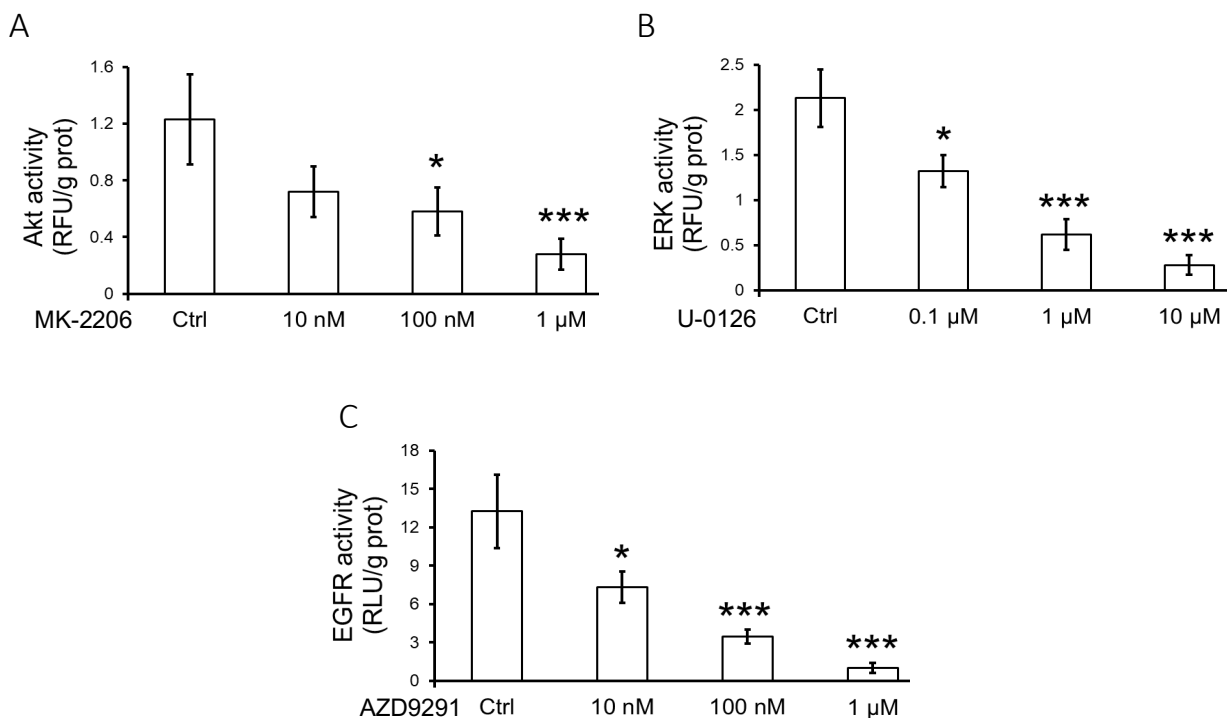 A
Akt activity
(RFU/g prot)
1.6
1.2
0.8
0.4
0
*
***
MK-2206 Ctrl 10 nM 100 nM 1 µM
B
ERK activity
(RFU/g prot)
2.5
2
1.5
1
0.5
0
*
***
***
U-0126 Ctrl 0.1 µM 1 µM 10 µM
C
EGFR activity
(RLU/g prot)
18
15
12
9
6
3
0
*
***
***
AZD9291 Ctrl 10 nM 100 nM 1 µM